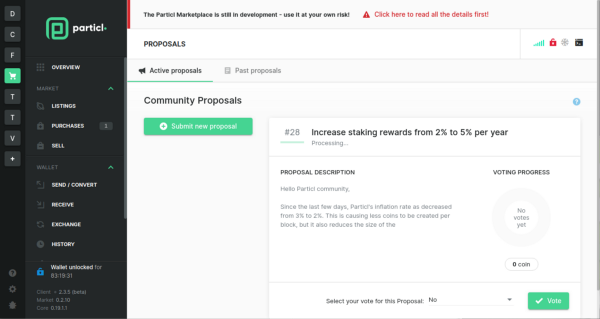 The Particl Marketplace is still in development - use it at your own risk!
Click here to read all the details first!
D
C
F
T
T
V
+
particl.
OVERVIEW
MARKET
LISTINGS
PURCHASES 1
SELL
WALLET
SEND / CONVERT
RECEIVE
EXCHANGE
HISTORY
Wallet unlocked for
83:19:31
Client 2.3.5 (beta)
Market 0.2.10
Core 0.19.1.1
PROPOSALS
Active proposals
Past proposals
Community Proposals
?
Submit new proposal
#28
Increase staking rewards from 2% to 5% per year
Processing...
PROPOSAL DESCRIPTION
Hello Particl community,
Since the last few days, Particl's inflation rate as decreased
from 3% to 2%. This is causing less coins to be created per
block, but it also reduces the size of the
VOTING PROGRESS
No
votes
yet
0 coin
Select your vote for this Proposal: No
Vote